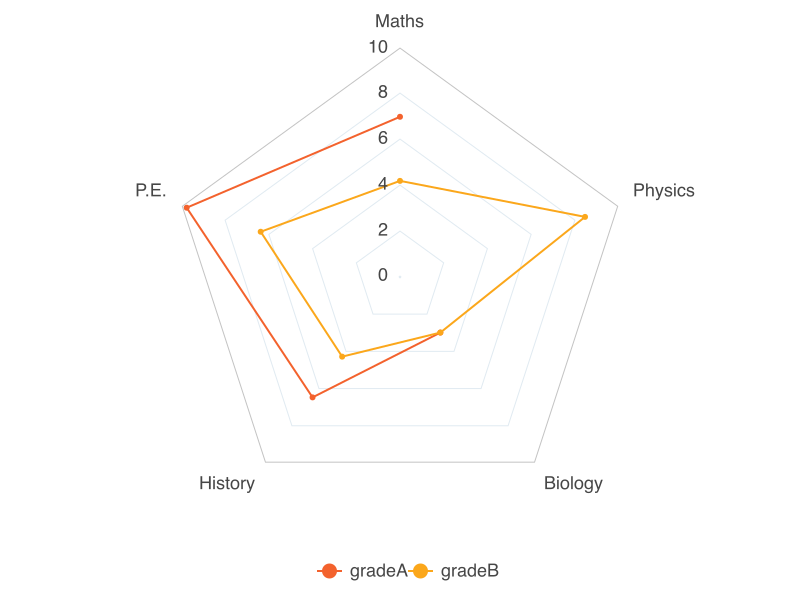 Maths
10
8
6
4
2
0
P.E.
Physics
History
Biology
gradeA
gradeB